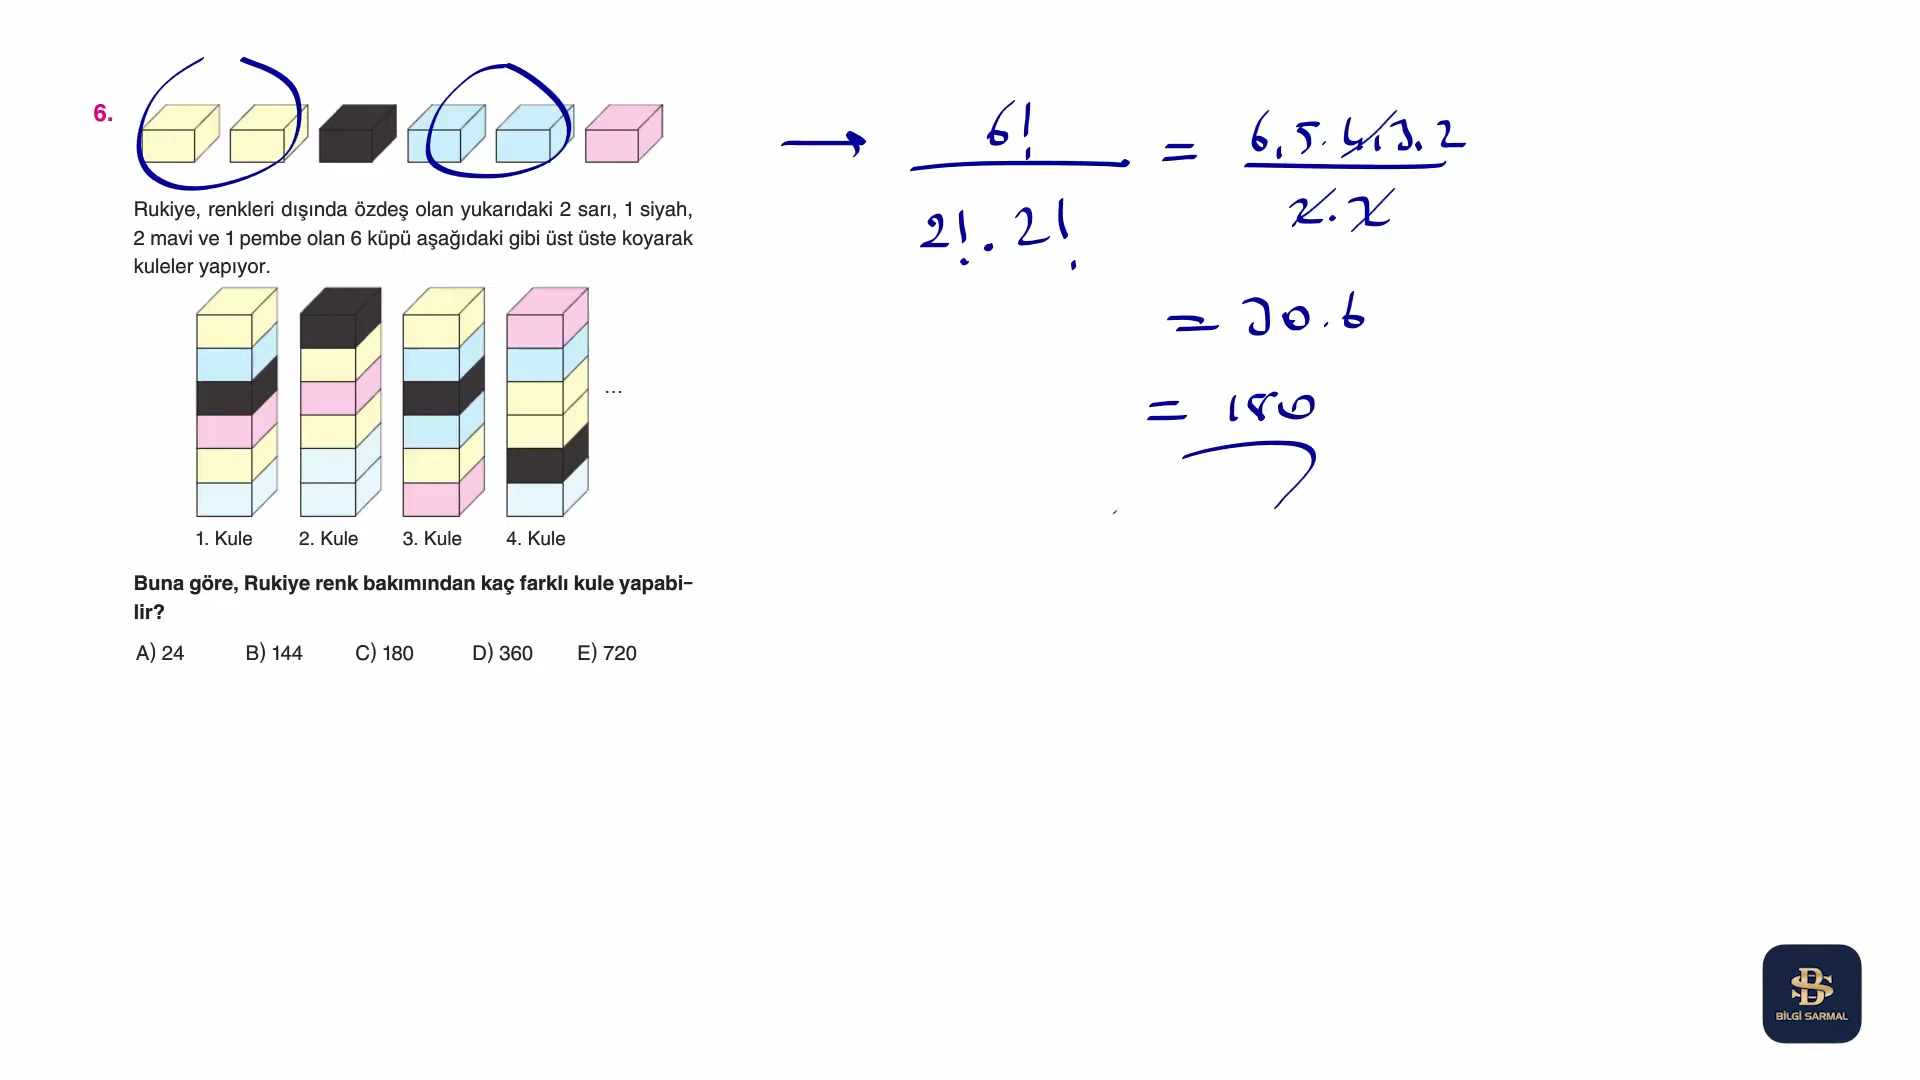 6.
Rukiye, renkleri dışında özdeş olan yukarıdaki 2 sarı, 1 siyah,
2 mavi ve 1 pembe olan 6 küpü aşağıdaki gibi üst üste koyarak
kuleler yapıyor.
...
1. Kule 2. Kule 3. Kule 4. Kule
Buna göre, Rukiye renk bakımından kaç farklı kule yapabi-
lir?
A) 24 B) 144 C) 180 D) 360 E) 720
6! = 6.5.4.3.2
2!.2! 2.2
= 30.6
= 180
BİLGİ SARMAL